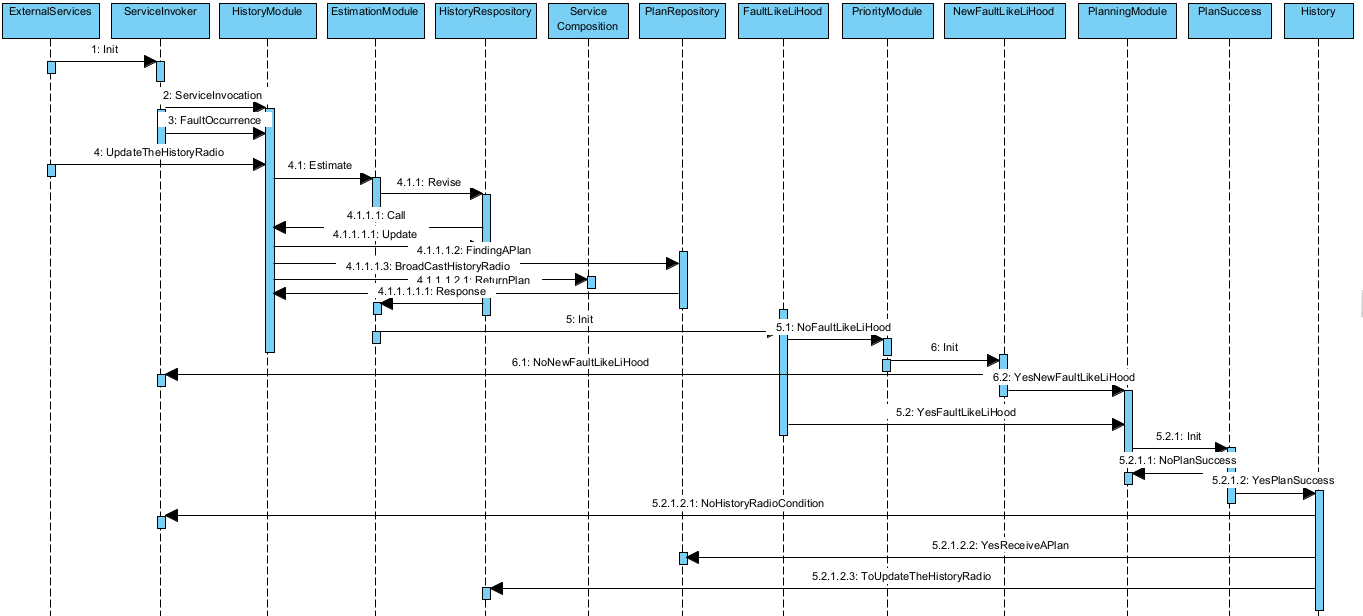 ExternalServices
ServiceInvoker
HistoryModule
EstimationModule
HistoryRespository
Service
Composition
PlanRepository
FaultLikeLiHood
PriorityModule
NewFaultLikeLiHood
PlanningModule
PlanSuccess
History
1: Init
2: ServiceInvocation
3: FaultOccurrence
4: UpdateTheHistoryRadio
4.1: Estimate
4.1.1: Revise
4.1.1.1: Call
4.1.1.1.1: Update
4.1.1.1.2: FindingAPlan
4.1.1.1.3: BroadCastHistoryRadio
4.1.1.1.2.1: ReturnPlan
4.1.1.1.1.1: Response
5: Init
5.1: NoFaultLikeLiHood
6: Init
6.1: NoNewFaultLikeLiHood
6.2: YesNewFaultLikeLiHood
5.2: YesFaultLikeLiHood
5.2.1: Init
5.2.1.1: NoPlanSuccess
5.2.1.2: YesPlanSuccess
5.2.1.2.1: NoHistoryRadioCondition
5.2.1.2.2: YesReceiveAPlan
5.2.1.2.3: ToUpdateTheHistoryRadio